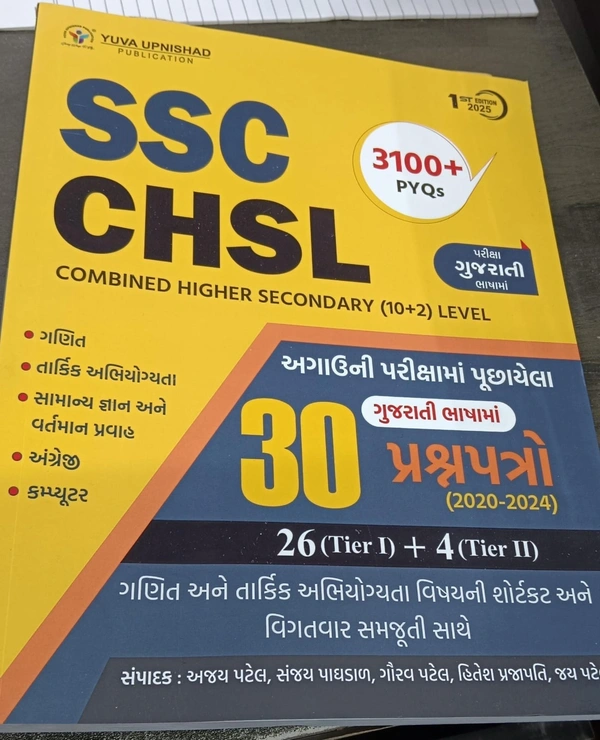 YUVA UPNISHAD
PUBLICATION
1ST EDITION
2025
SSC
CHSL
3100+
PYQs
પરીક્ષા
ગુજરાતી
ભાષામાં
COMBINED HIGHER SECONDARY (10+2) LEVEL
• ગણિત
• તાર્કિક અભિયોગ્યતા
• સામાન્ય જ્ઞાન અને
વર્તમાન પ્રવાહ
• અંગ્રેજી
• કમ્પ્યૂટર
અગાઉની પરીક્ષામાં પૂછાયેલા
30 ગુજરાતી ભાષામાં
પ્રશ્નપત્રો
(2020-2024)
26 (Tier I) + 4 (Tier II)
ગણિત અને તાર્કિક અભિયોગ્યતા વિષયની શોર્ટકટ અને
વિગતવાર સમજૂતી સાથે
સંપાદક : અજય પટેલ, સંજય પાઘડાળ, ગૌરવ પટેલ, હિતેશ પ્રજાપતિ, જય